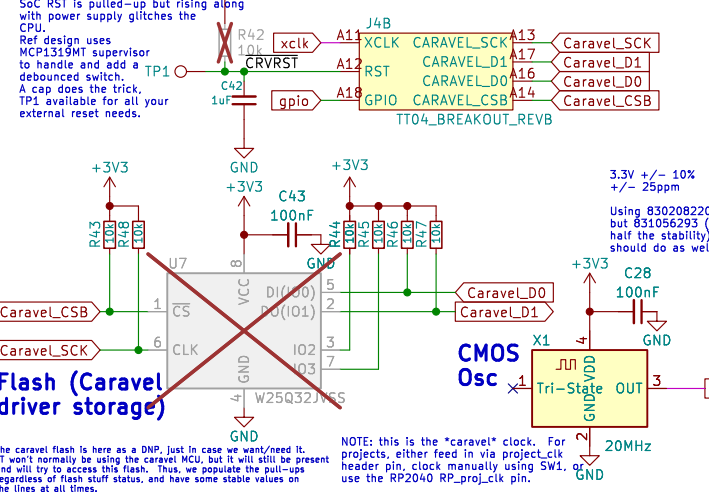 SoC RST is pulled-up but rising along
with power supply glitches the
CPU.
Ref design uses
MCP1319MT supervisor
to handle and add a
debounced switch.
A cap does the trick,
TP1 available for all your
external reset needs.
R42
10k
TP1
CRVRST
C42
1uF
GND
J4B
xclk
A11
XCLK
CARAVEL_SCK
A13
Caravel_SCK
CARAVEL_D1
A17
Caravel_D1
A12
RST
CARAVEL_D0
A16
Caravel_D0
gpio
A18
GPIO
CARAVEL_CSB
A14
Caravel_CSB
TT04_BREAKOUT_REVB
+3V3
+3V3
+3V3
R43
10k
R48
10k
C43
100nF
GND
R44
10k
R45
10k
R46
10k
R47
10k
U7
8
VCC
DI(IO0)
5
Caravel_D0
Caravel_CSB
1
CS
DO(IO1)
2
Caravel_D1
Caravel_SCK
6
CLK
IO2
3
IO3
7
GND
4
W25Q32JVSS
GND
Flash (Caravel
driver storage)
3.3V +/- 10%
+/- 25ppm
Using 830208220
but 831056293 (
half the stability)
should do as wel
+3V3
C28
100nF
GND
CMOS
Osc
X1
4
VDD
1
Tri-State
OUT
3
GND
2
20MHz
GND
he caravel flash is here as a DNP, just in case we want/need it.
T won't normally be using the caravel MCU, but it will still be present
nd will try to access this flash.  Thus, we populate the pull-ups
egardless of flash stuff status, and have some stable values on
he lines at all times.
NOTE: this is the *caravel* clock.  For
projects, either feed in via project_clk
header pin, clock manually using SW1, or
use the RP2040 RP_proj_clk pin.